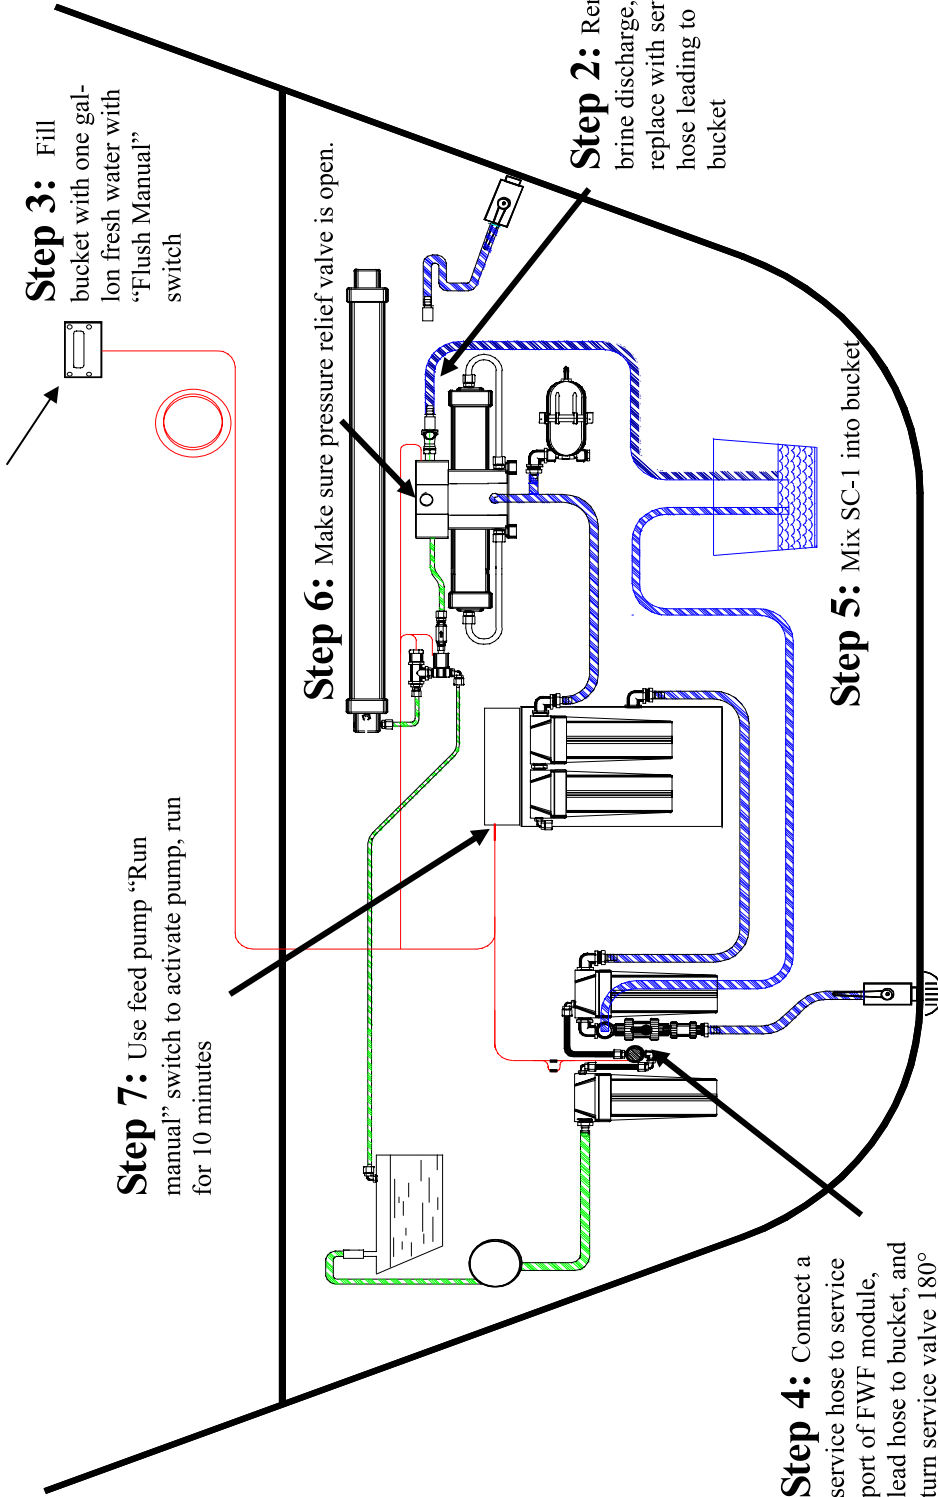 Step 2: 
brine discharge,
replace with
hose leading to
bucket
Step 3: Fill
bucket with one gal-
lon fresh water with
“Flush Manual”
switch
Step 4: Connect a
service hose to service
port of FWF module,
lead hose to bucket, and
turn service valve 180°
Step 5: Mix SC-1 into bucket
Step 6: Make sure pressure relief valve is open.
Step 7: Use feed pump “Run
manual” switch to activate pump, run
for 10 minutes